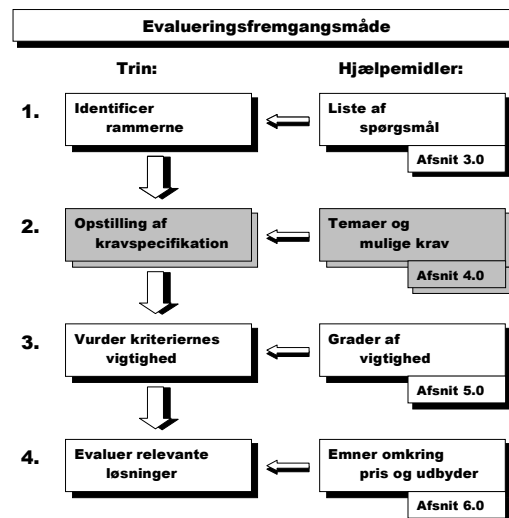 Evalueringsfremgangsmåde
Trin:
Hjælpemidler:
1.
Identificer
rammerne
Liste af
spørgsmål
Afsnit 3.0
2.
Opstilling af
kravspecifikation
Temaer og
mulige krav
Afsnit 4.0
3.
Vurder kriteriernes
vigtighed
Grader af
vigtighed
Afsnit 5.0
4.
Evaluer relevante
løsninger
Emner omkring
pris og udbyder
Afsnit 6.0